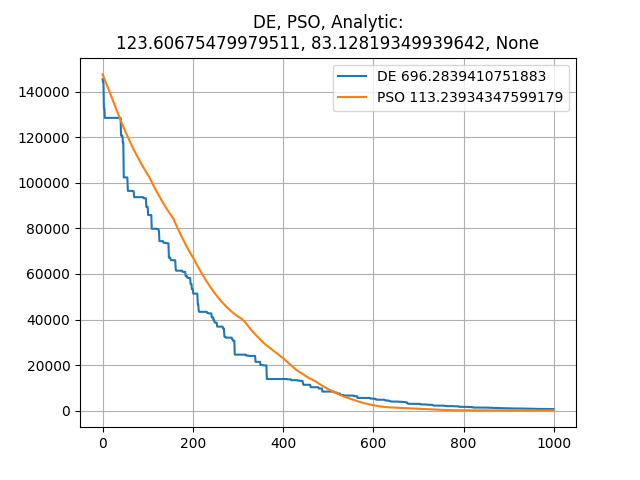 DE, PSO, Analytic:
123.60675479979511, 83.12819349939642, None
DE 696.2839410751883
PSO 113.23934347599179
140000
120000
100000
80000
60000
40000
20000
0
0 200 400 600 800 1000